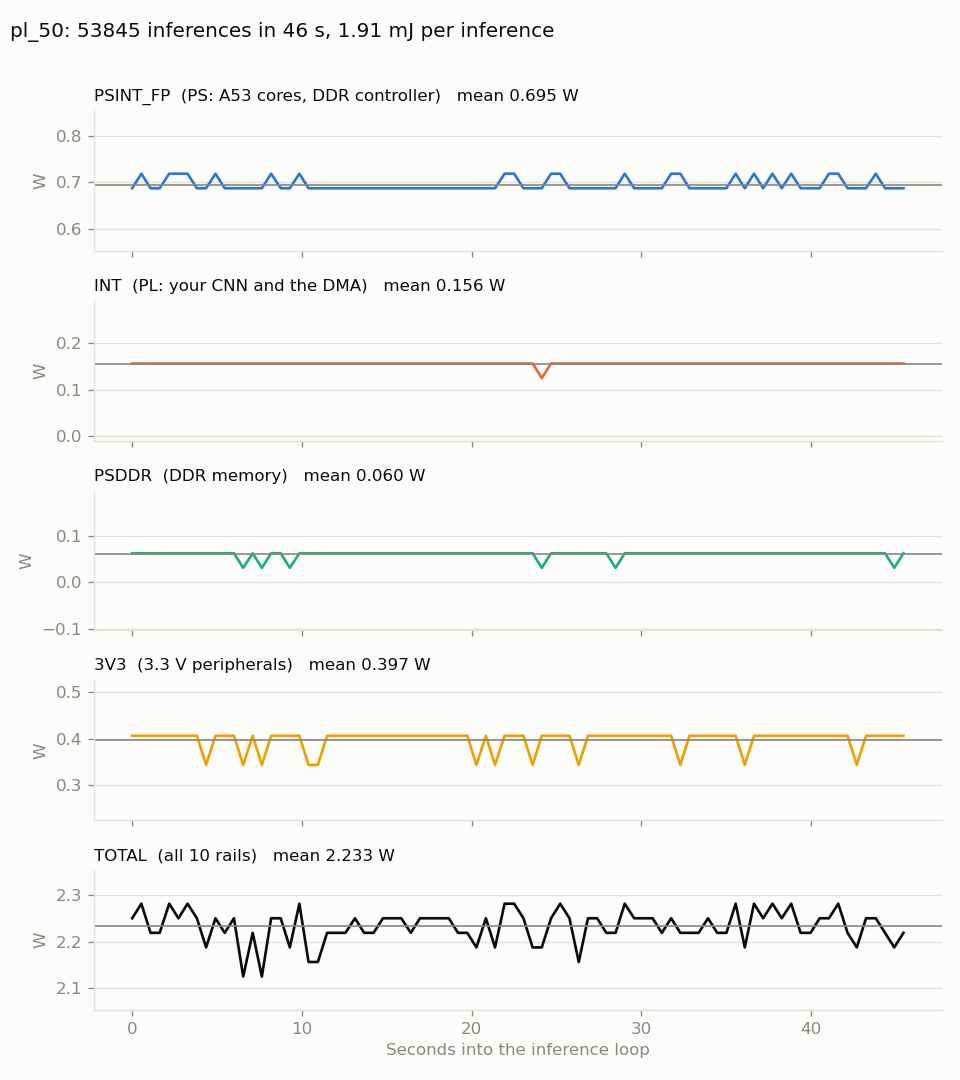 pl_50: 53845 inferences in 46 s, 1.91 mJ per inference
PSINT_FP  (PS: A53 cores, DDR controller)   mean 0.695 W
0.8
0.7
0.6
W
INT  (PL: your CNN and the DMA)   mean 0.156 W
0.2
0.1
0.0
W
PSDDR  (DDR memory)   mean 0.060 W
0.1
0.0
−0.1
W
3V3  (3.3 V peripherals)   mean 0.397 W
0.5
0.4
0.3
W
TOTAL  (all 10 rails)   mean 2.233 W
2.3
2.2
2.1
W
0 10 20 30 40
Seconds into the inference loop